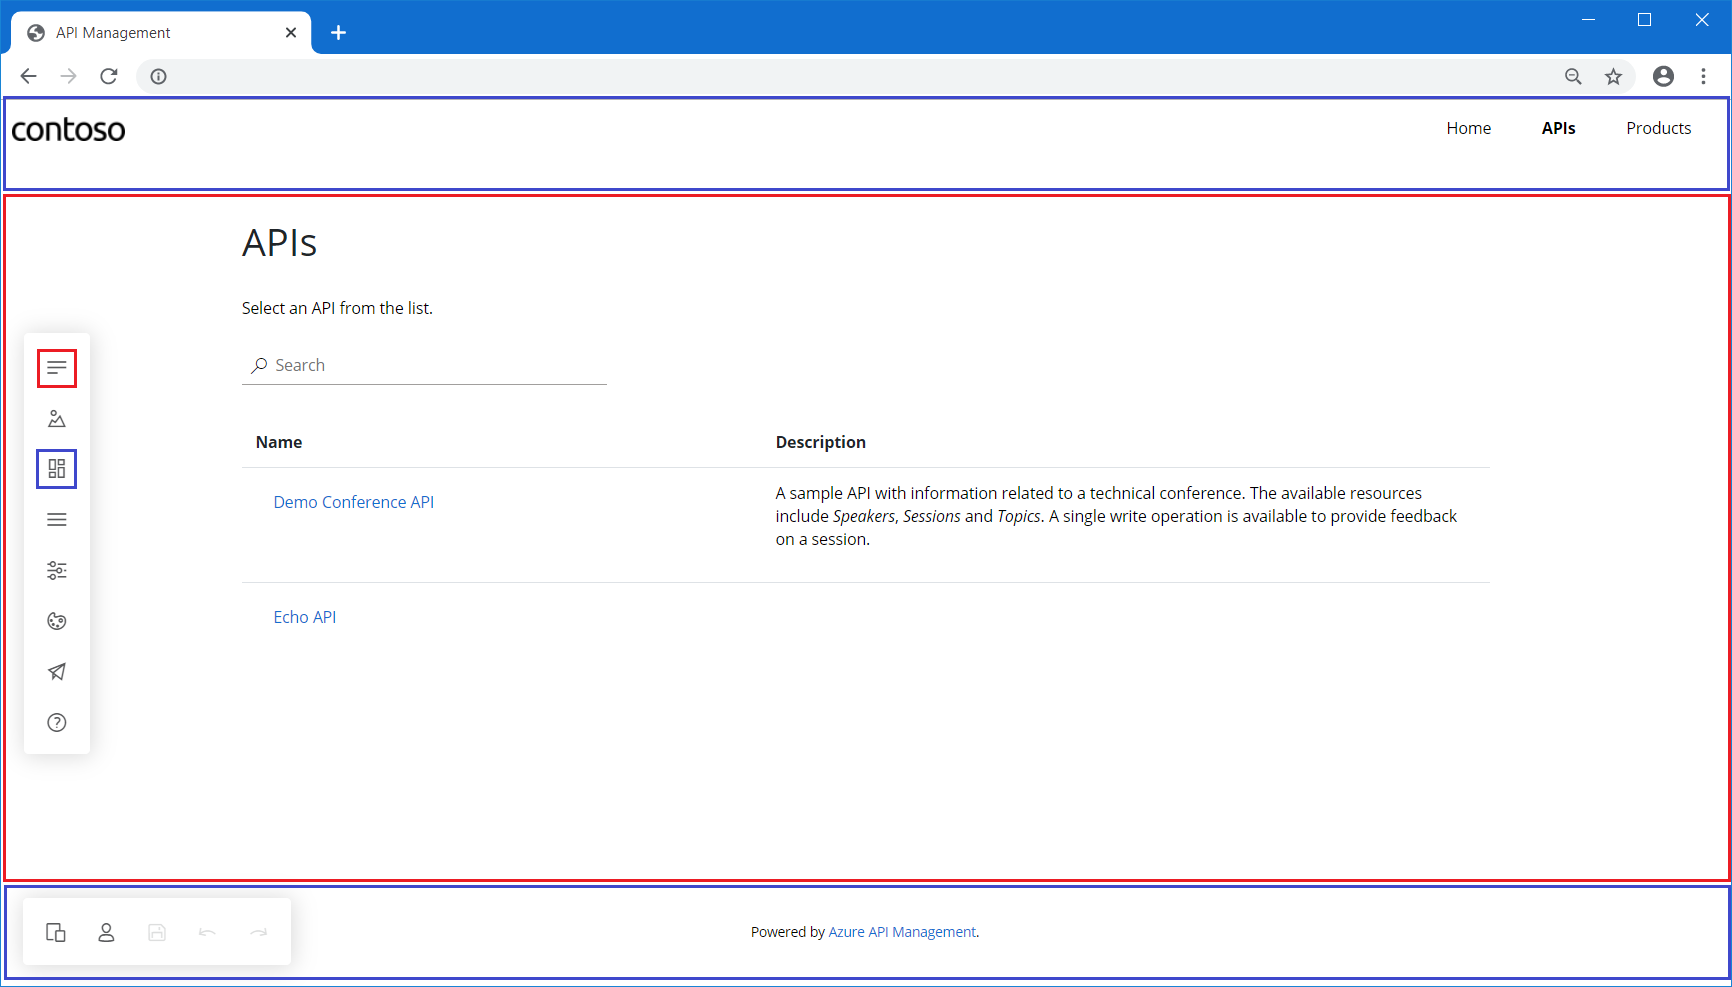 API Management
contoso
Home
APIs
Products
APIs
Select an API from the list.
Search
Name
Description
Demo Conference API
A sample API with information related to a technical conference. The available resources
include Speakers, Sessions and Topics. A single write operation is available to provide feedback
on a session.
Echo API
Powered by Azure API Management.